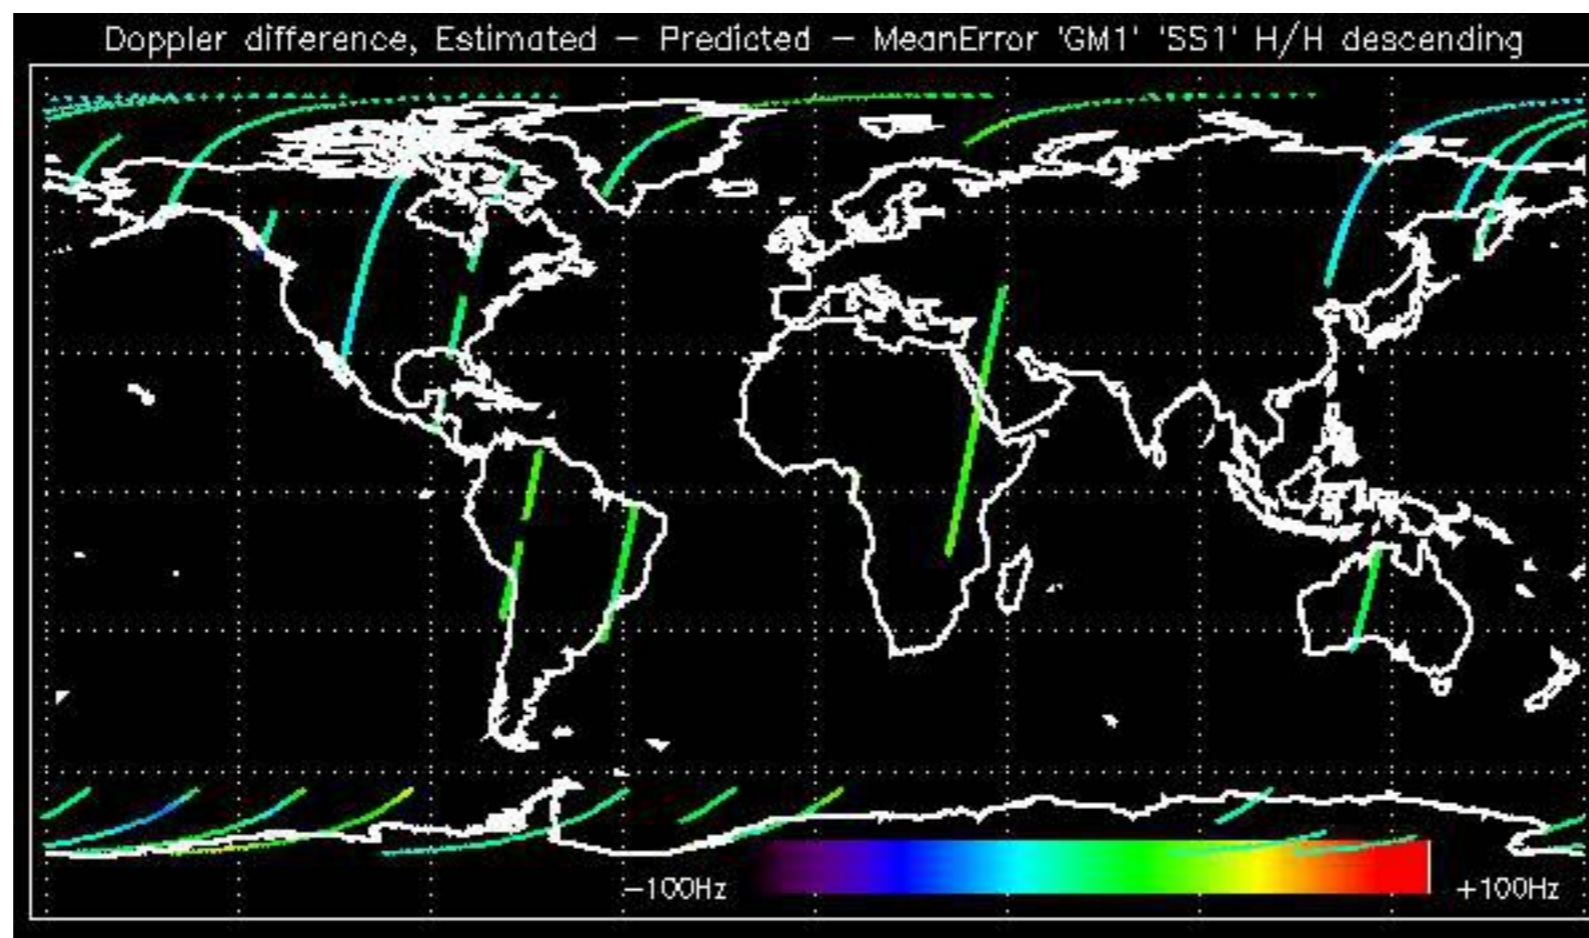 Doppler difference, Estimated – Predicted – MeanError 'GM1' 'SS1' H/H descending
–100Hz
+100Hz